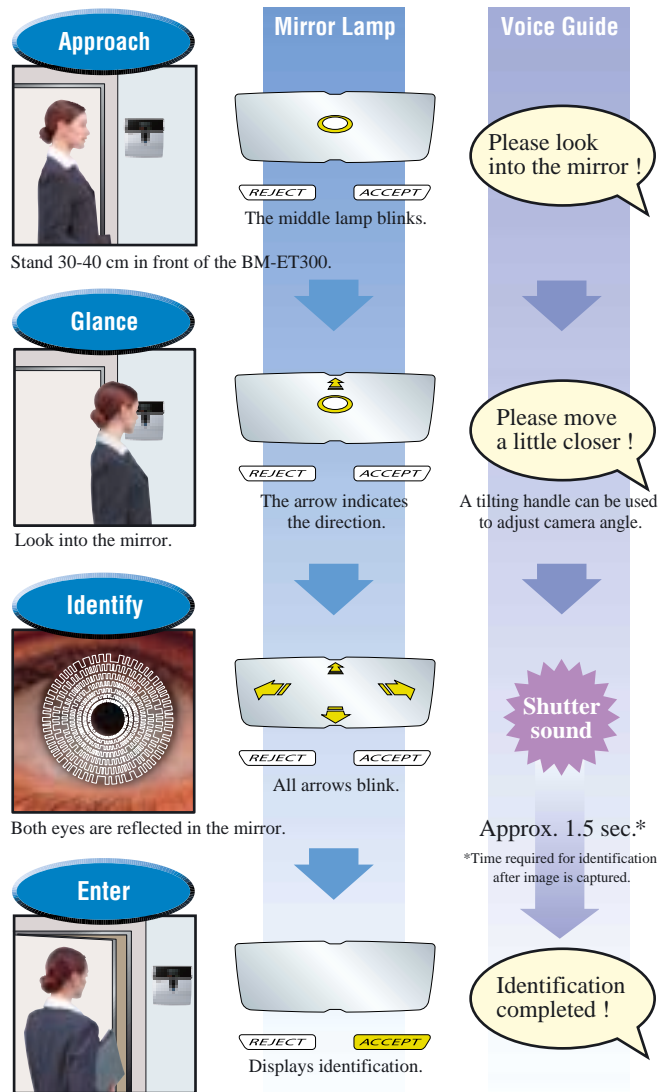 Mirror Lamp
Voice Guide
Approach
REJECT ACCEPT
The middle lamp blinks.
Please look
into the mirror !
Stand 30-40 cm in front of the BM-ET300.
Glance
REJECT ACCEPT
The arrow indicates
the direction.
Please move
a little closer !
A tilting handle can be used
to adjust camera angle.
Look into the mirror.
Identify
REJECT ACCEPT
All arrows blink.
Shutter
sound
Both eyes are reflected in the mirror.
Approx. 1.5 sec.*
*Time required for identification
after image is captured.
Enter
REJECT ACCEPT
Displays identification.
Identification
completed !